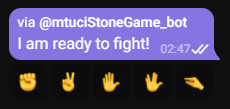 via @mtuciStoneGame_bot
I am ready to fight! 02:47